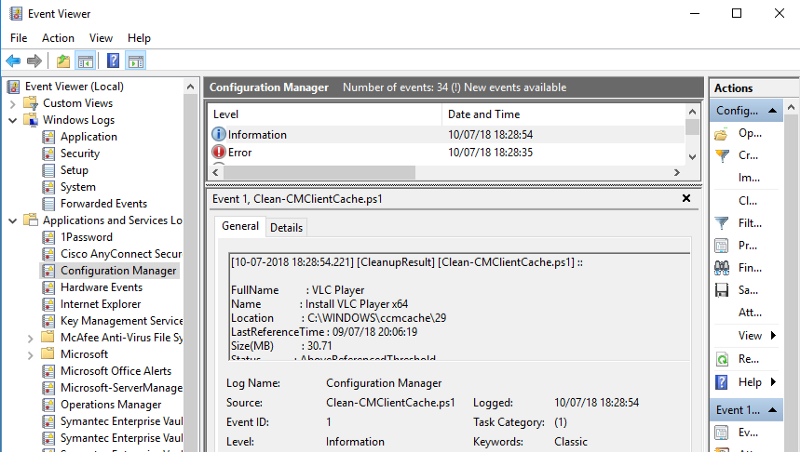 Event Viewer
File Action View Help
Event Viewer (Local)
Custom Views
Windows Logs
Application
Security
Setup
System
Forwarded Events
Applications and Services Lo
1Password
Cisco AnyConnect Secur
Configuration Manager
Hardware Events
Internet Explorer
Key Management Service
McAfee Anti-Virus File Sy
Microsoft
Microsoft Office Alerts
Microsoft-ServerManage
Operations Manager
Symantec Enterprise Vaul
Symantec Enterprise Vaul
Symantec Enterprise Vaul
Configuration Manager Number of events: 34 (!) New events available
Level Date and Time
Information 10/07/18 18:28:54
Error 10/07/18 18:28:35
Event 1, Clean-CMClientCache.ps1
General Details
[10-07-2018 18:28:54.221] [CleanupResult] [Clean-CMClientCache.ps1] ::
FullName : VLC Player
Name : Install VLC Player x64
Location : C:\WINDOWS\ccmcache\29
LastReferenceTime : 09/07/18 20:06:19
Size(MB) : 30.71
Status : AboveReferencedThreshold
Log Name: Configuration Manager
Source: Clean-CMClientCache.ps1 Logged: 10/07/18 18:28:54
Event ID: 1 Task Category: (1)
Level: Information Keywords: Classic
Actions
Config...
Op...
Cr...
Im...
Cl...
Filt...
Pr...
Fin...
Sa...
Att...
View
Re...
Help
Event 1...
Ev...